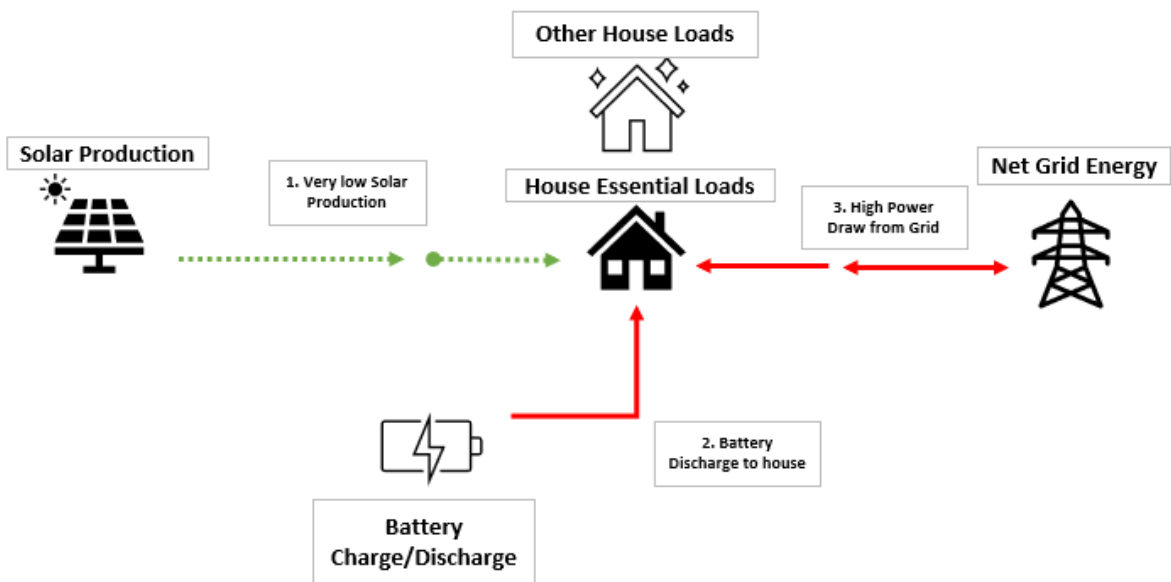 Other House Loads
Solar Production
1. Very low Solar
Production
House Essential Loads
3. High Power
Draw from Grid
Net Grid Energy
2. Battery
Discharge to house
Battery
Charge/Discharge